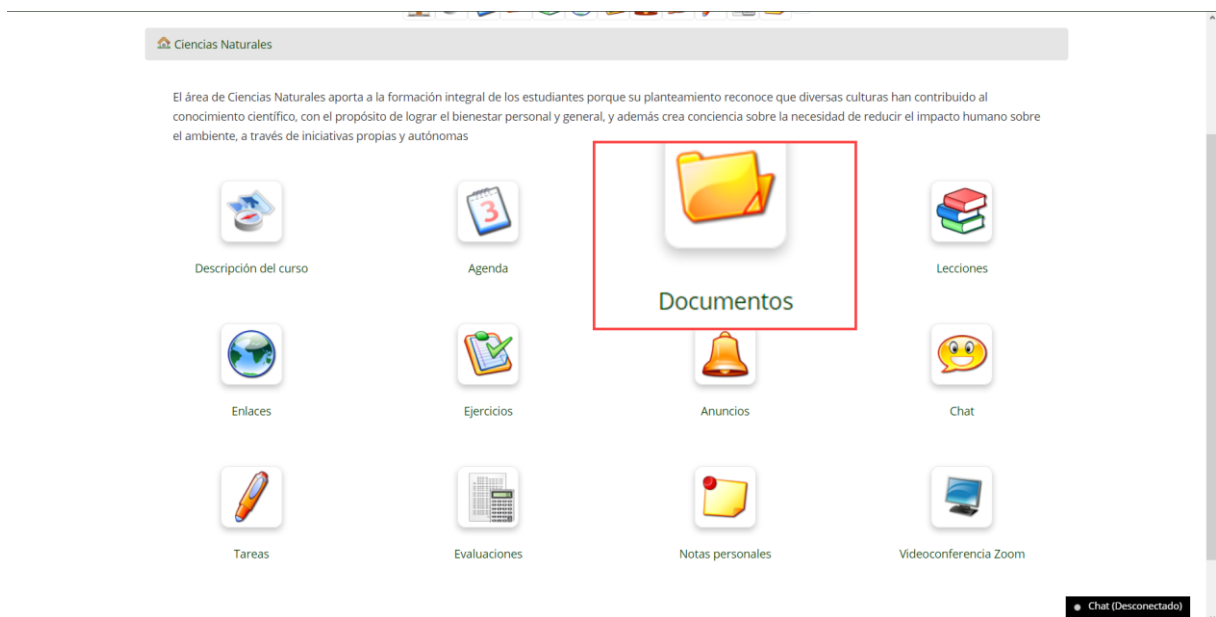 Ciencias Naturales
El área de Ciencias Naturales aporta a la formación integral de los estudiantes porque su planteamiento reconoce que diversas culturas han contribuido al
conocimiento científico, con el propósito de lograr el bienestar personal y general, y además crea conciencia sobre la necesidad de reducir el impacto humano sobre
el ambiente, a través de iniciativas propias y autónomas
3
Descripción del curso
Agenda
Documentos
Lecciones
Enlaces
Ejercicios
Anuncios
Chat
Tareas
Evaluaciones
Notas personales
Videoconferencia Zoom
Chat (Desconectado)